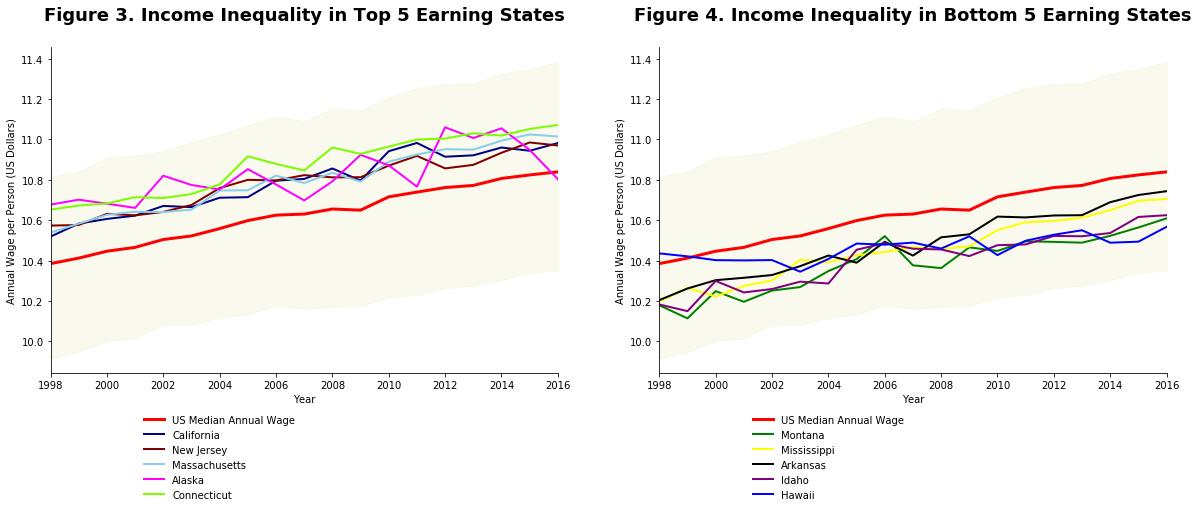 Figure 3. Income Inequality in Top 5 Earning States
Annual Wage per Person (US Dollars)
11.4
11.2
11.0
10.8
10.6
10.4
10.2
10.0
1998 2000 2002 2004 2006 2008 2010 2012 2014 2016
Year
US Median Annual Wage
California
New Jersey
Massachusetts
Alaska
Connecticut
Figure 4. Income Inequality in Bottom 5 Earning States
Annual Wage per Person (US Dollars)
11.4
11.2
11.0
10.8
10.6
10.4
10.2
10.0
1998 2000 2002 2004 2006 2008 2010 2012 2014 2016
Year
US Median Annual Wage
Montana
Mississippi
Arkansas
Idaho
Hawaii